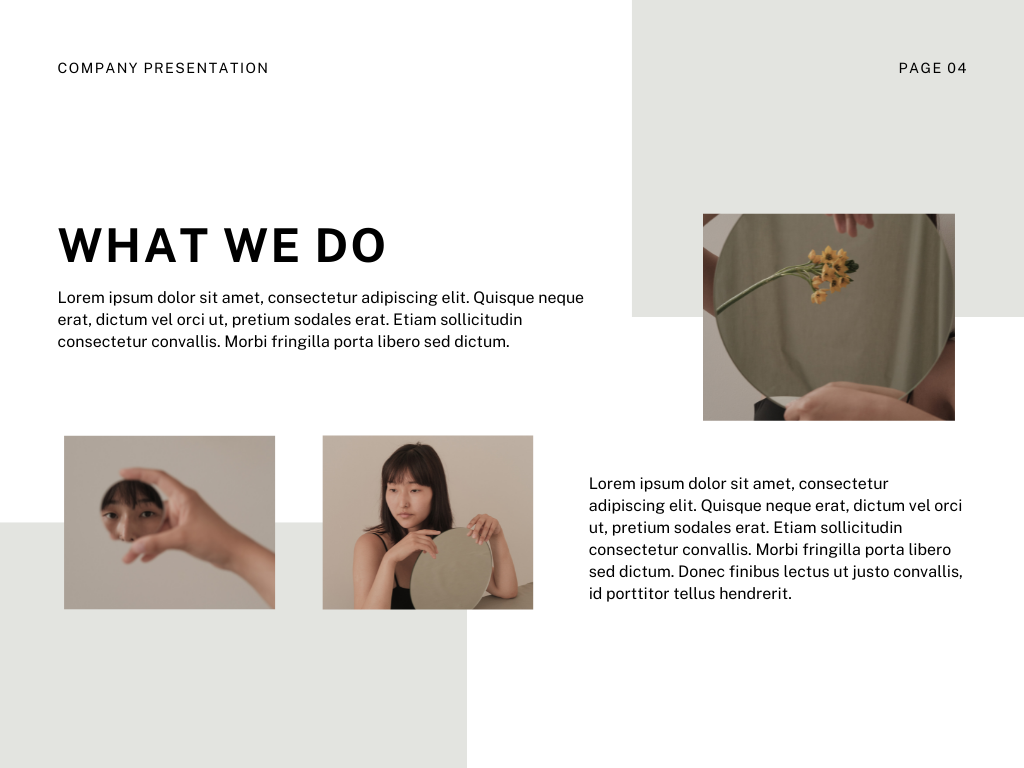 COMPANY PRESENTATION
PAGE 04
WHAT WE DO
Lorem ipsum dolor sit amet, consectetur adipiscing elit. Quisque neque
erat, dictum vel orci ut, pretium sodales erat. Etiam sollicitudin
consectetur convallis. Morbi fringilla porta libero sed dictum.
Lorem ipsum dolor sit amet, consectetur
adipiscing elit. Quisque neque erat, dictum vel orci
ut, pretium sodales erat. Etiam sollicitudin
consectetur convallis. Morbi fringilla porta libero
sed dictum. Donec finibus lectus ut justo convallis,
id porttitor tellus hendrerit.